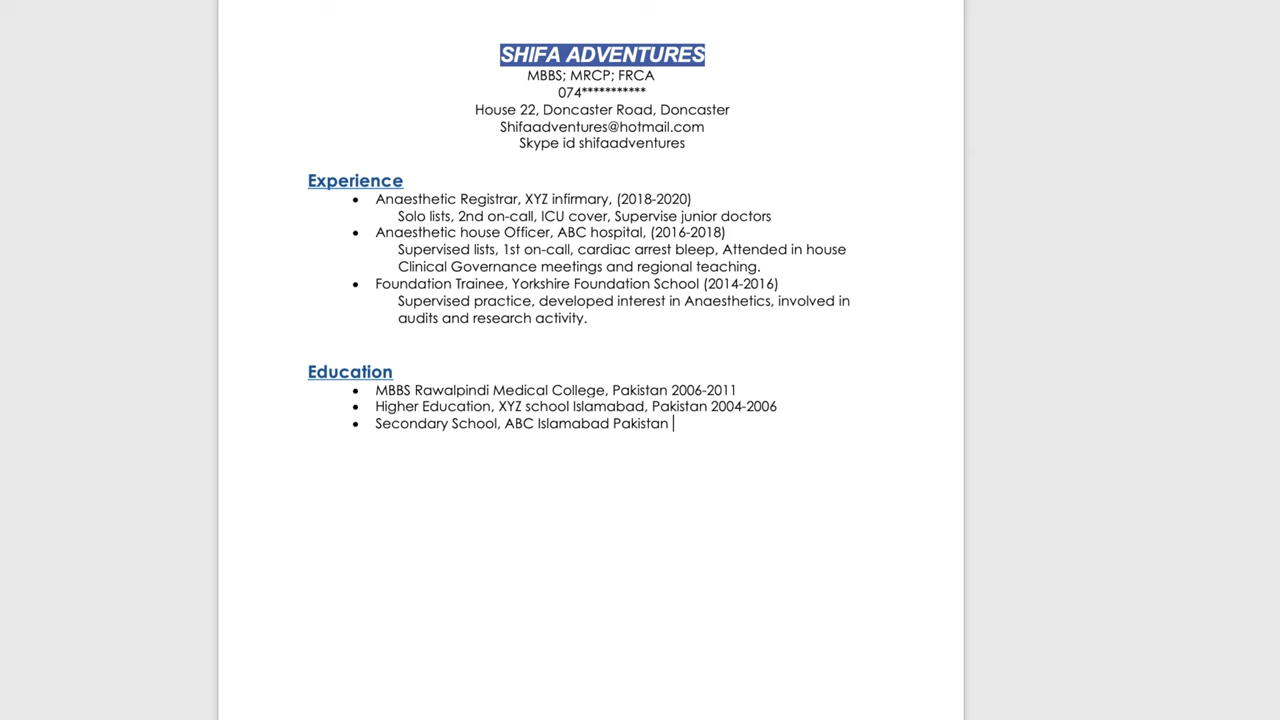 SHIFA ADVENTURES
MBBS; MRCP; FRCA
074***********
House 22, Doncaster Road, Doncaster
Shifaadventures@hotmail.com
Skype id shifaadventures
Experience
• Anaesthetic Registrar, XYZ infirmary, (2018-2020)
Solo lists, 2nd on-call, ICU cover, Supervise junior doctors
• Anaesthetic house Officer, ABC hospital, (2016-2018)
Supervised lists, 1st on-call, cardiac arrest bleep, Attended in house
Clinical Governance meetings and regional teaching.
• Foundation Trainee, Yorkshire Foundation School (2014-2016)
Supervised practice, developed interest in Anaesthetics, involved in
audits and research activity.
Education
• MBBS Rawalpindi Medical College, Pakistan 2006-2011
• Higher Education, XYZ school Islamabad, Pakistan 2004-2006
• Secondary School, ABC Islamabad Pakistan